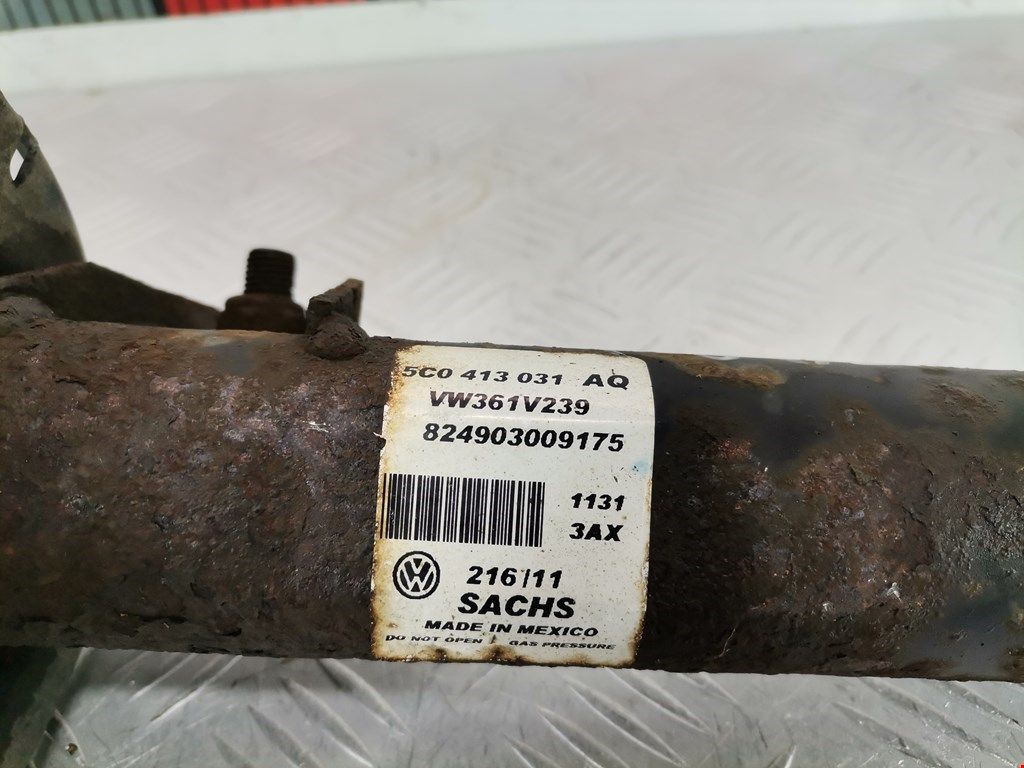 5C0 413 031 AQ
VW361V239
824903009175
1131
3AX
VW
216/11
SACHS
MADE IN MEXICO
DO NOT OPEN GAS PRESSURE